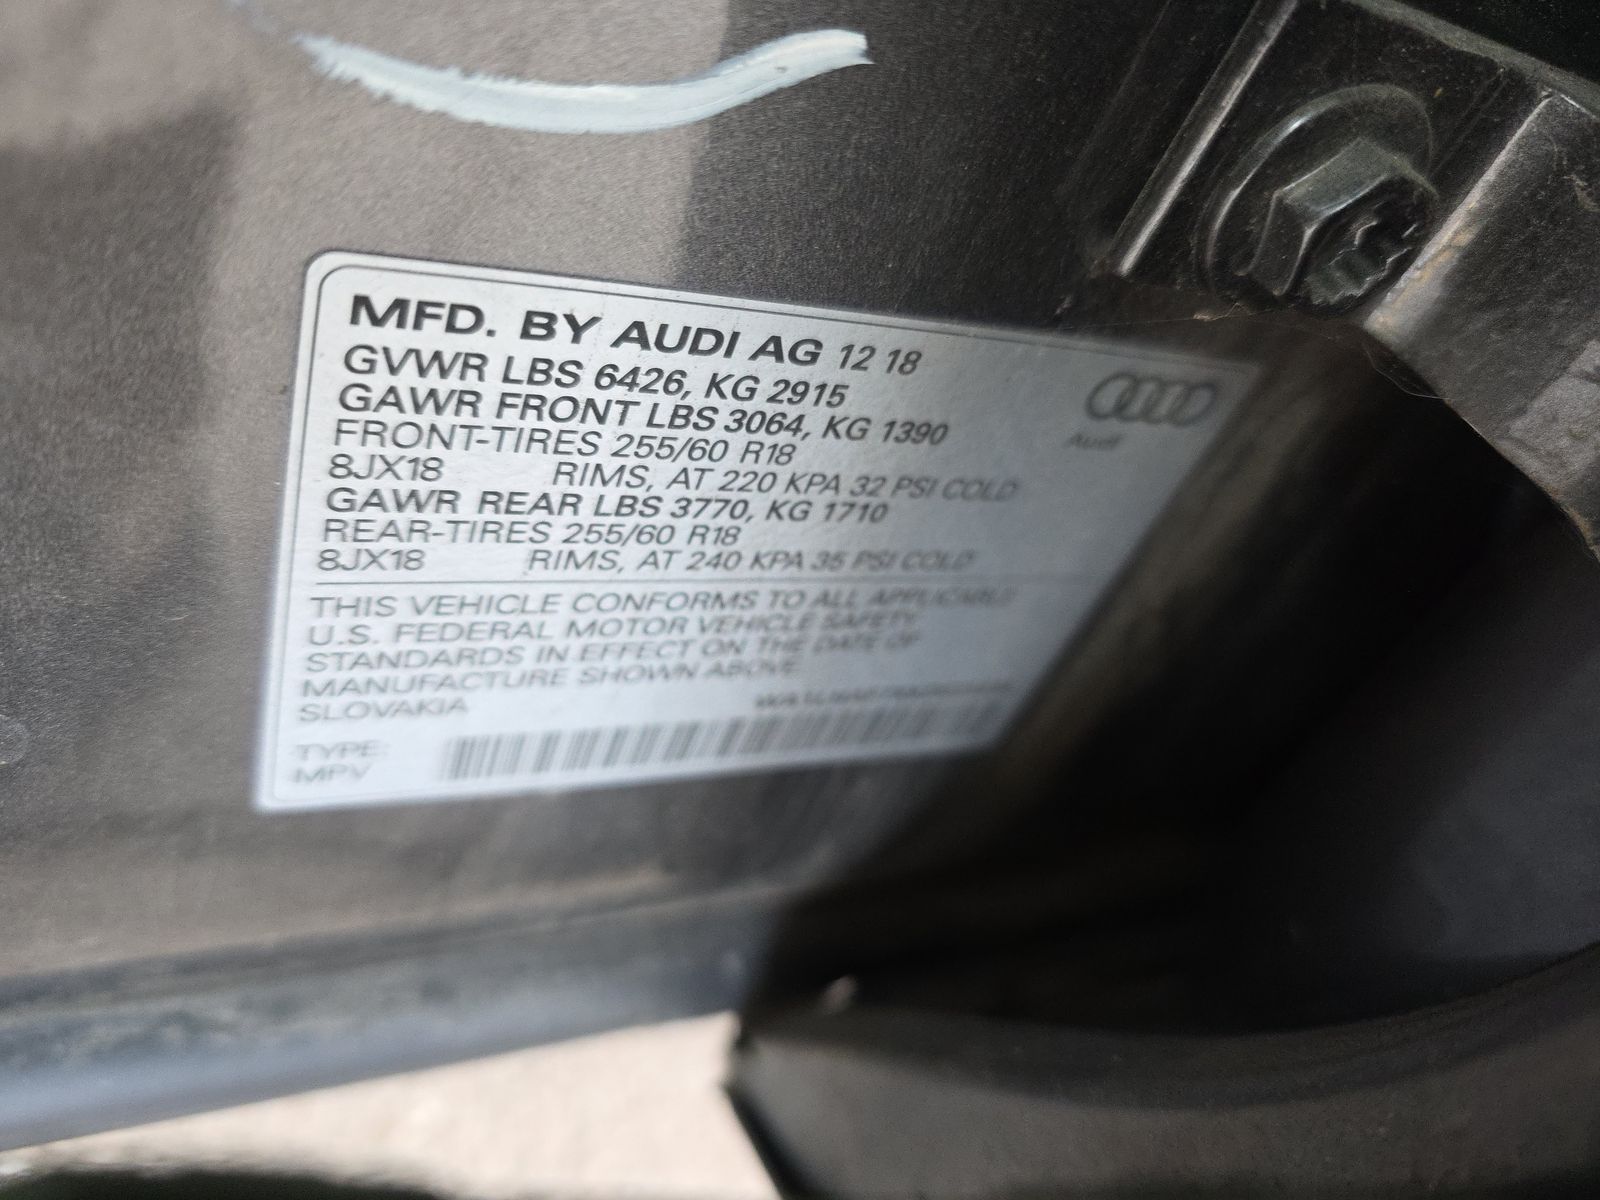 MFD. BY AUDI AG 12 18
GVWR LBS 6426, KG 2915
GAWR FRONT LBS 3064, KG 1390
FRONT-TIRES 255/60 R18
8JX18 RIMS, AT 220 KPA 32 PSI COLD
GAWR REAR LBS 3770, KG 1710
REAR-TIRES 255/60 R18
8JX18 RIMS, AT 240 KPA 35 PSI COLD
THIS VEHICLE CONFORMS TO ALL APPLICABLE
U.S. FEDERAL MOTOR VEHICLE SAFETY
STANDARDS IN EFFECT ON THE DATE OF
MANUFACTURE SHOWN ABOVE
SLOVAKIA
TYPE:
MPV
Audi